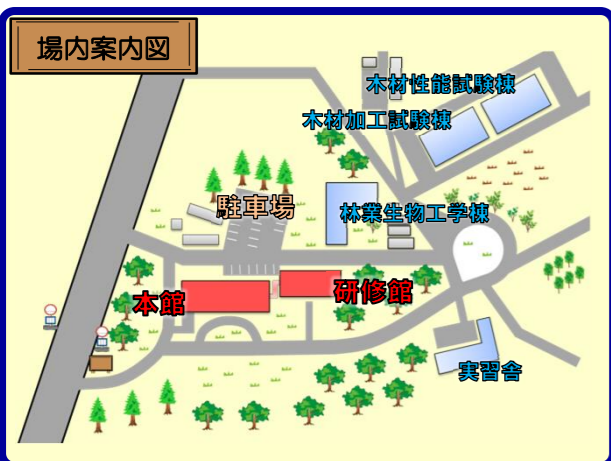 場内案内図
木材性能試験棟
木材加工試験棟
駐車場
林業生物工学棟
本館
研修館
実習舎